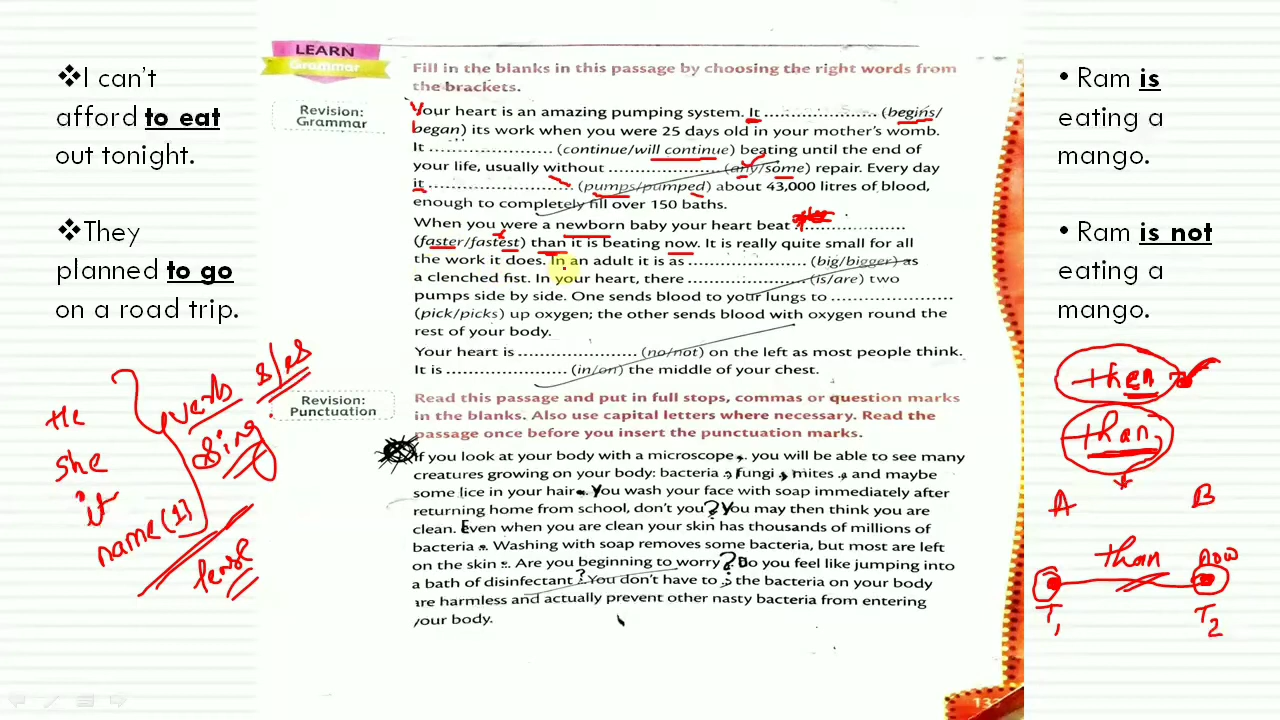 ❖I can't
afford to eat
out tonight.
❖They
planned to go
on a road trip.
He
she
it
name(1)
verb s/es
sing
tense
LEARN
Grammar
Revision:
Grammar
Fill in the blanks in this passage by choosing the right words from
the brackets.
Your heart is an amazing pumping system. It ........................... (begins/
began) its work when you were 25 days old in your mother's womb.
It ............................ (continue/will continue) beating until the end of
your life, usually without ........................... (any/some) repair. Every day
it ................................... (pumps/pumped) about 43,000 litres of blood,
enough to completely fill over 150 baths.
When you were a newborn baby your heart beat ...........................
(faster/fastest) than it is beating now. It is really quite small for all
the work it does. In an adult it is as ........................... (big/bigger) as
a clenched fist. In your heart, there ........................... (is/are) two
pumps side by side. One sends blood to your lungs to ............................
(pick/picks) up oxygen; the other sends blood with oxygen round the
rest of your body.
Your heart is ........................... (no/not) on the left as most people think.
It is ............................ (in/on) the middle of your chest.
Revision:
Punctuation
Read this passage and put in full stops, commas or question marks
in the blanks. Also use capital letters where necessary. Read the
passage once before you insert the punctuation marks.
If you look at your body with a microscope , you will be able to see many
creatures growing on your body: bacteria , fungi , mites , and maybe
some lice in your hair . You wash your face with soap immediately after
returning home from school, don't you ? You may then think you are
clean. Even when you are clean your skin has thousands of millions of
bacteria . Washing with soap removes some bacteria, but most are left
on the skin . Are you beginning to worry ? Do you feel like jumping into
a bath of disinfectant ? You don't have to . the bacteria on your body
are harmless and actually prevent other nasty bacteria from entering
your body.
• Ram is
eating a
mango.
• Ram is not
eating a
mango.
then
than
A B
than now
T1 T2